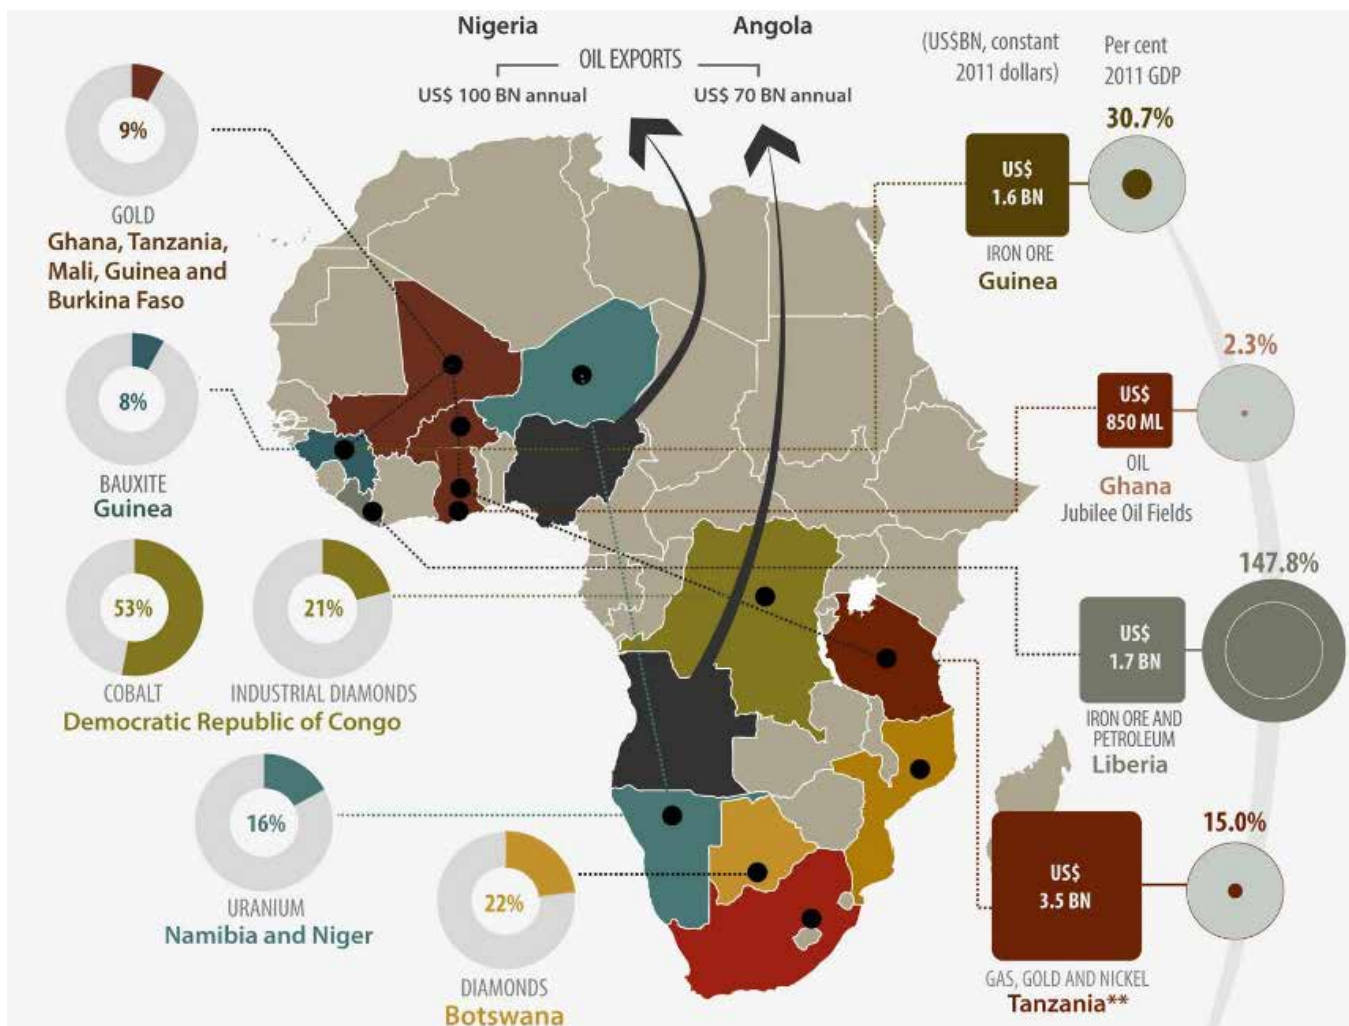 Nigeria
Angola
OIL EXPORTS
US$ 100 BN annual
US$ 70 BN annual
(US$BN, constant
2011 dollars)
Per cent
2011 GDP
9%
GOLD
Ghana, Tanzania,
Mali, Guinea and
Burkina Faso
8%
BAUXITE
Guinea
53%
COBALT
21%
INDUSTRIAL DIAMONDS
Democratic Republic of Congo
16%
URANIUM
Namibia and Niger
22%
DIAMONDS
Botswana
30.7%
US$
1.6 BN
IRON ORE
Guinea
2.3%
US$
850 ML
OIL
Ghana
Jubilee Oil Fields
147.8%
US$
1.7 BN
IRON ORE AND
PETROLEUM
Liberia
15.0%
US$
3.5 BN
GAS, GOLD AND NICKEL
Tanzania**